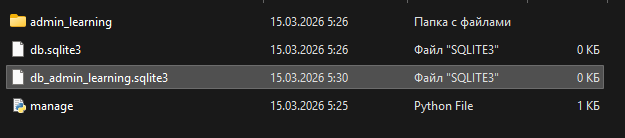 admin_learning 15.03.2026 5:26 Папка с файлами
db.sqlite3 15.03.2026 5:26 Файл "SQLITE3" 0 КБ
db_admin_learning.sqlite3 15.03.2026 5:30 Файл "SQLITE3" 0 КБ
manage 15.03.2026 5:25 Python File 1 КБ